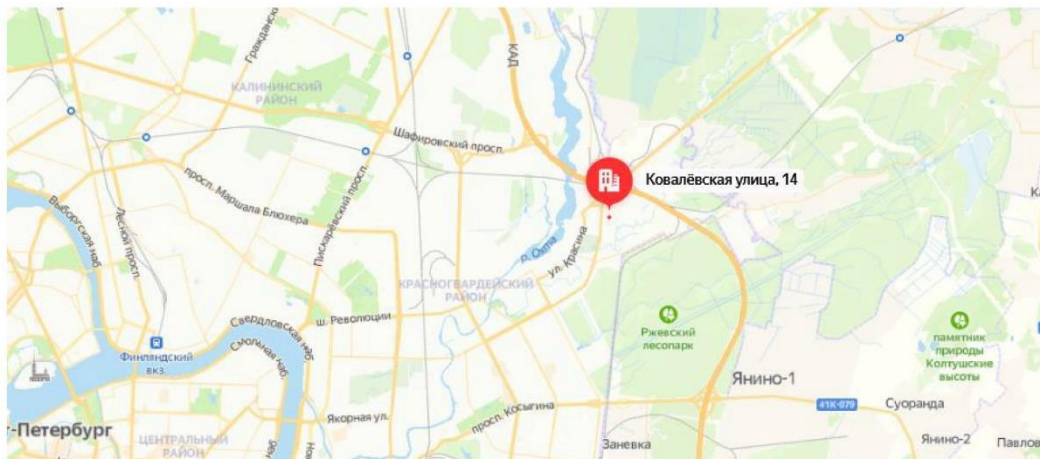 Гражданский
КАД
КАЛИНИНСКИЙ
РАЙОН
Шафировский просп.
Ковалёвская улица, 14
просп. Маршала Блюхера
Пискарёвский просп.
Выборгская наб.
Лесной просп.
р. Охта
ул. Красина
КРАСНОГВАРДЕЙСКИЙ
РАЙОН
ш. Революции
Свердловская наб.
Смольная наб.
Финляндский
вкз.
Ржевский
лесопарк
памятник
природы
Колтушские
высоты
Янино-1
41К-079
Суоранда
Якорная ул.
просп. Косыгина
т-Петербург
ЦЕНТРАЛЬНЫЙ
РАЙОН
Заневка
Янино-2
Павлов